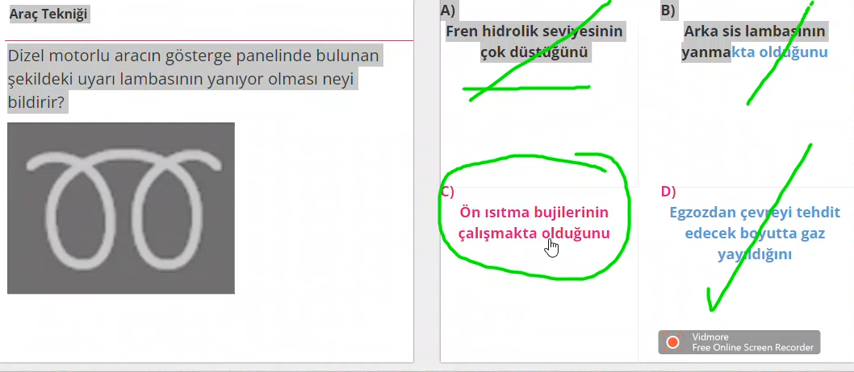 Araç Tekniği
Dizel motorlu aracın gösterge panelinde bulunan
şekildeki uyarı lambasının yanıyor olması neyi
bildirir?
A)
Fren hidrolik seviyesinin
çok düştüğünü
B)
Arka sis lambasının
yanmakta olduğunu
C)
Ön ısıtma bujilerinin
çalışmakta olduğunu
D)
Egzozdan çevreyi tehdit
edecek boyutta gaz
yayıldığını
Vidmore
Free Online Screen Recorder